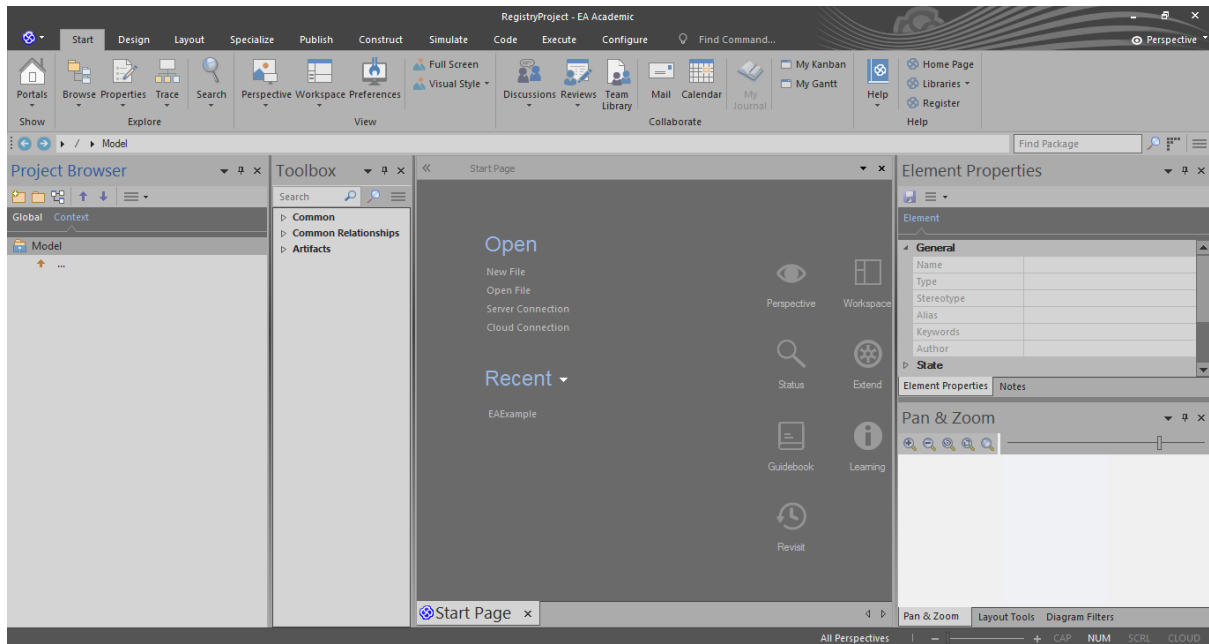 RegistryProject - EA Academic
Start Design Layout Specialize Publish Construct Simulate Code Execute Configure Find Command... Perspective
Portals Browse Properties Trace Search Perspective Workspace Preferences Full Screen Visual Style Discussions Reviews Team Library Mail Calendar My Journal My Kanban My Gantt Help Home Page Libraries Register
Show Explore View Collaborate Help
/ Model Find Package
Project Browser
Global Context
Model
...
Toolbox
Search
Common
Common Relationships
Artifacts
Start Page
Open
New File
Open File
Server Connection
Cloud Connection
Recent
EAExample
Perspective Workspace
Status Extend
Guidebook Learning
Revisit
Start Page
Element Properties
Element
General
Name
Type
Stereotype
Alias
Keywords
Author
State
Element Properties Notes
Pan & Zoom
Pan & Zoom Layout Tools Diagram Filters
All Perspectives CAP NUM SCRL CLOUD